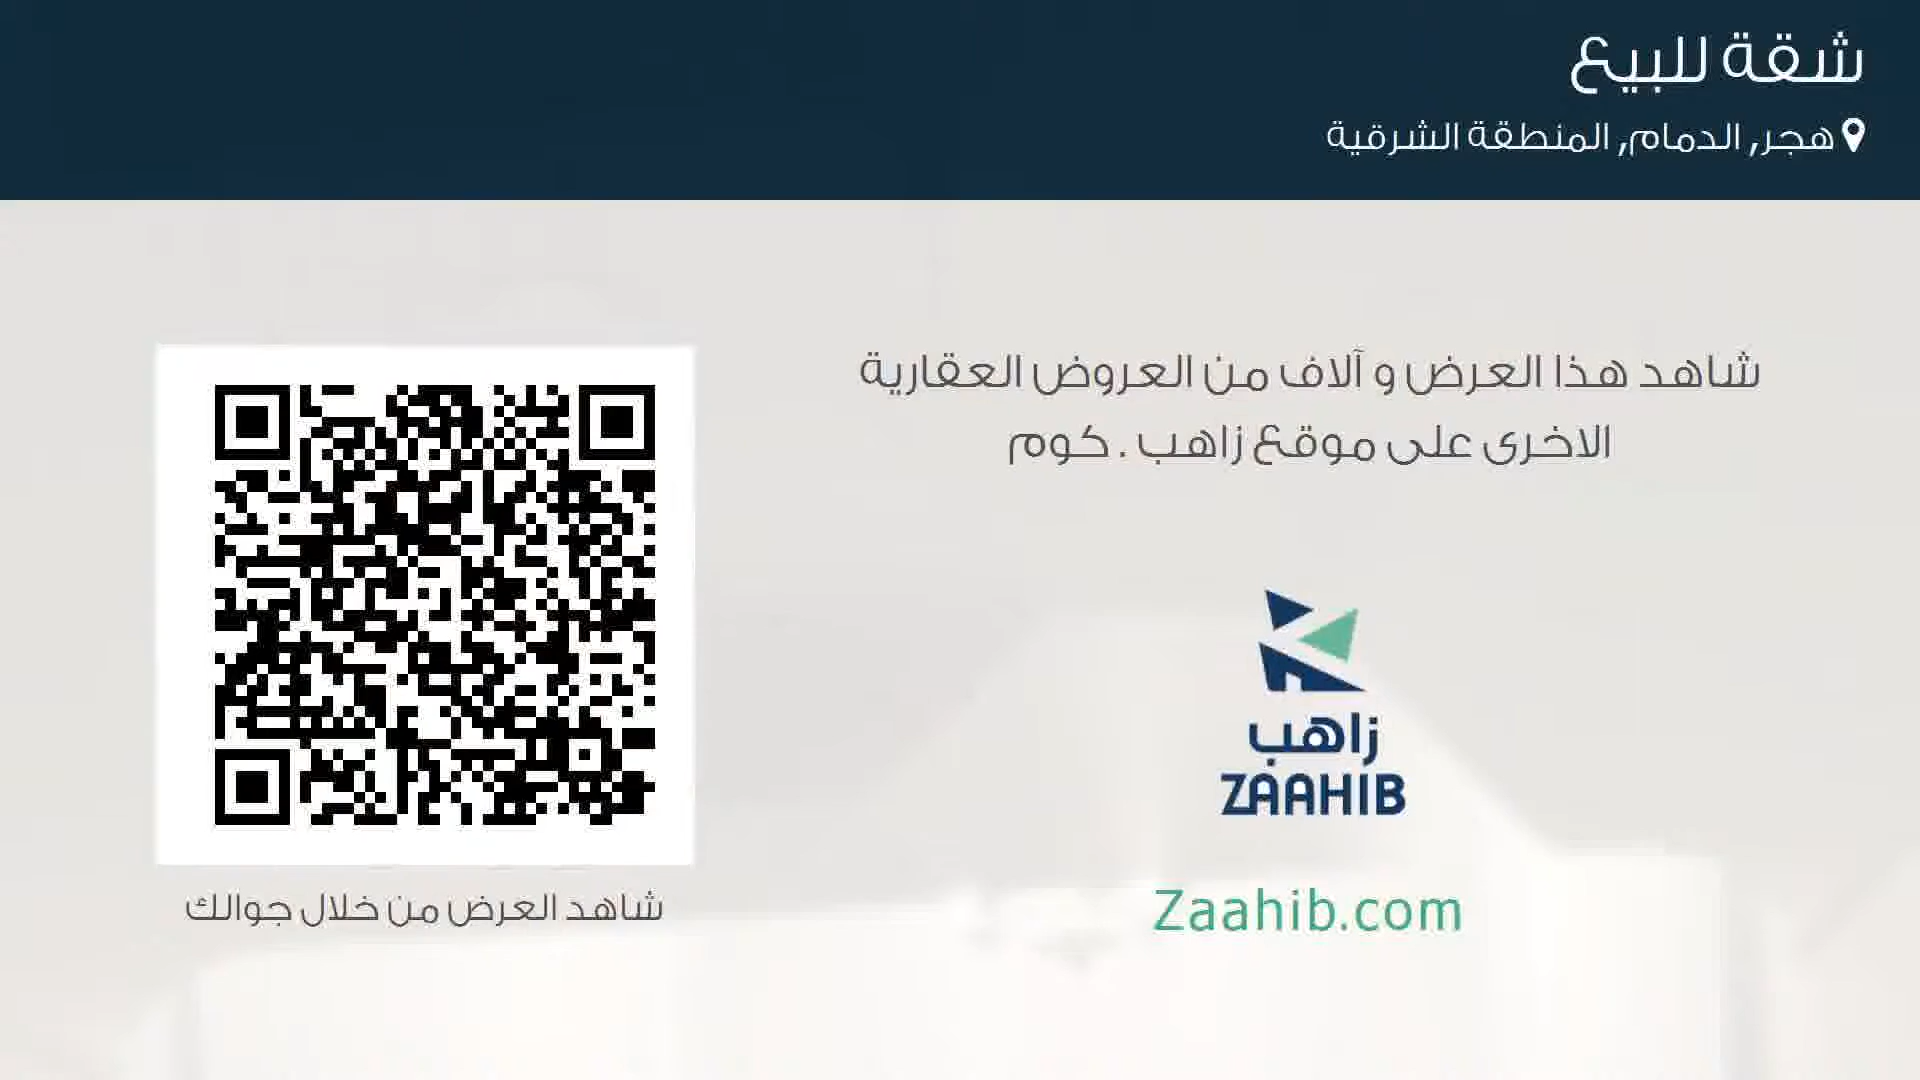 شقة للبيع
هجر, الدمام, المنطقة الشرقية
شاهد هذا العرض و آلاف من العروض العقارية
الاخرى على موقع زاهب . كوم
زاهب
ZAAHIB
Zaahib.com
شاهد العرض من خلال جوالك